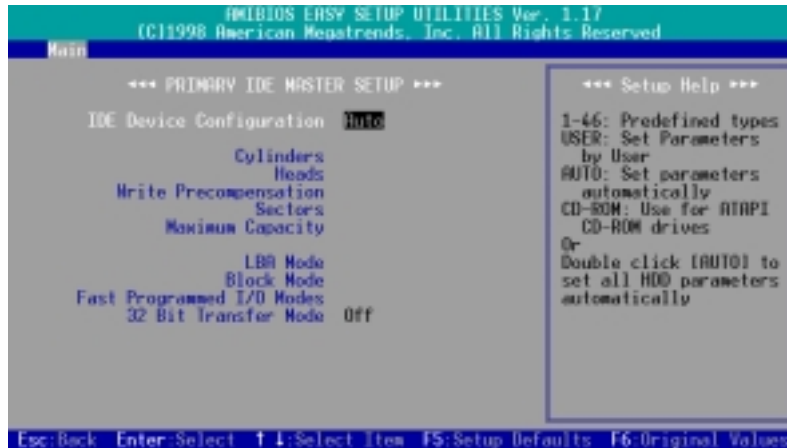 AMIBIOS EASY SETUP UTILITIES Ver. 1.17
(C)1998 American Megatrends, Inc. All Rights Reserved
Main
◄◄◄ PRIMARY IDE MASTER SETUP ►►►
IDE Device Configuration Auto
Cylinders
Heads
Write Precompensation
Sectors
Maximum Capacity
LBA Mode
Block Mode
Fast Programmed I/O Modes
32 Bit Transfer Mode Off
◄◄◄ Setup Help ►►►
1-46: Predefined types
USER: Set Parameters
by User
AUTO: Set parameters
automatically
CD-ROM: Use for ATAPI
CD-ROM drives
Or
Double click [AUTO] to
set all HDD parameters
automatically
Esc:Back Enter:Select ↑↓:Select Item F5:Setup Defaults F6:Original Values